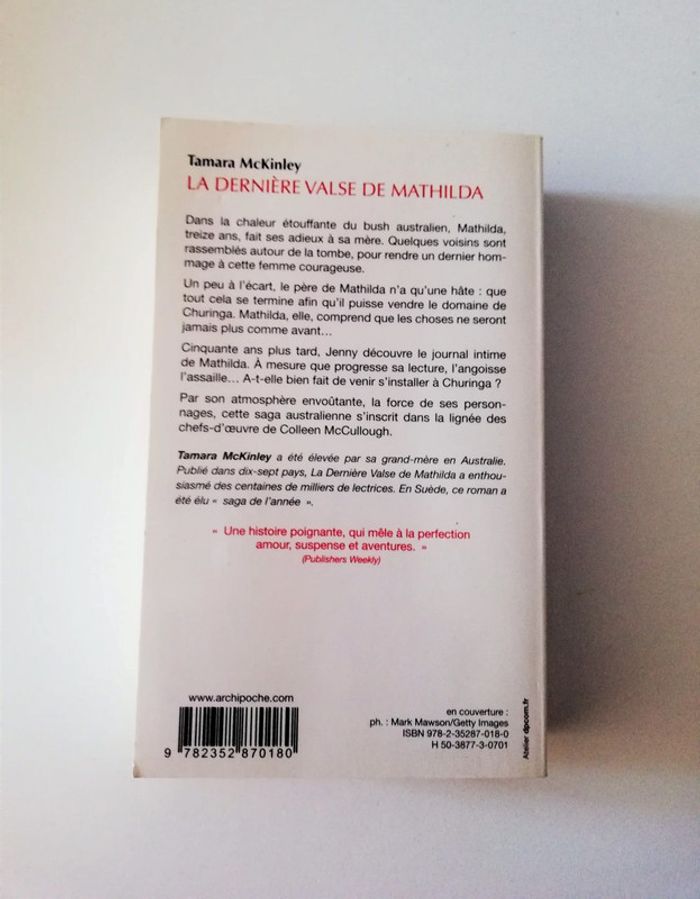 Tamara McKinley
LA DERNIÈRE VALSE DE MATHILDA
Dans la chaleur étouffante du bush australien, Mathilda,
treize ans, fait ses adieux à sa mère. Quelques voisins sont
rassemblés autour de la tombe, pour rendre un dernier hom-
mage à cette femme courageuse.
Un peu à l'écart, le père de Mathilda n'a qu'une hâte : que
tout cela se termine afin qu'il puisse vendre le domaine de
Churinga. Mathilda, elle, comprend que les choses ne seront
jamais plus comme avant…
Cinquante ans plus tard, Jenny découvre le journal intime
de Mathilda. À mesure que progresse sa lecture, l'angoisse
l'assaille… A-t-elle bien fait de venir s'installer à Churinga ?
Par son atmosphère envoûtante, la force de ses person-
nages, cette saga australienne s'inscrit dans la lignée des
chefs-d'œuvre de Colleen McCullough.
Tamara McKinley a été élevée par sa grand-mère en Australie.
Publié dans dix-sept pays, La Dernière Valse de Mathilda a enthou-
siasmé des centaines de milliers de lectrices. En Suède, ce roman a
été élu « saga de l'année ».
« Une histoire poignante, qui mêle à la perfection
amour, suspense et aventures. »
(Publishers Weekly)
www.archipoche.com
9 782352 870180
en couverture :
ph. : Mark Mawson/Getty Images
ISBN 978-2-35287-018-0
H 50-3877-3-0701
Atelier dpcom.fr